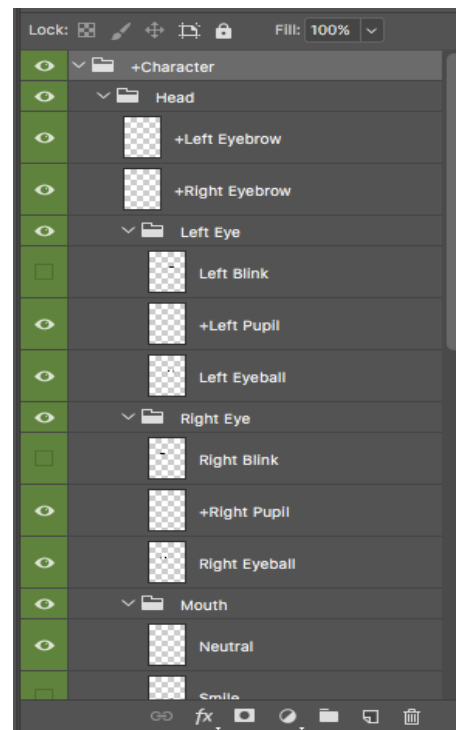 Lock: Fill: 100%
+Character
Head
+Left Eyebrow
+Right Eyebrow
Left Eye
Left Blink
+Left Pupil
Left Eyeball
Right Eye
Right Blink
+Right Pupil
Right Eyeball
Mouth
Neutral
Smile
fx